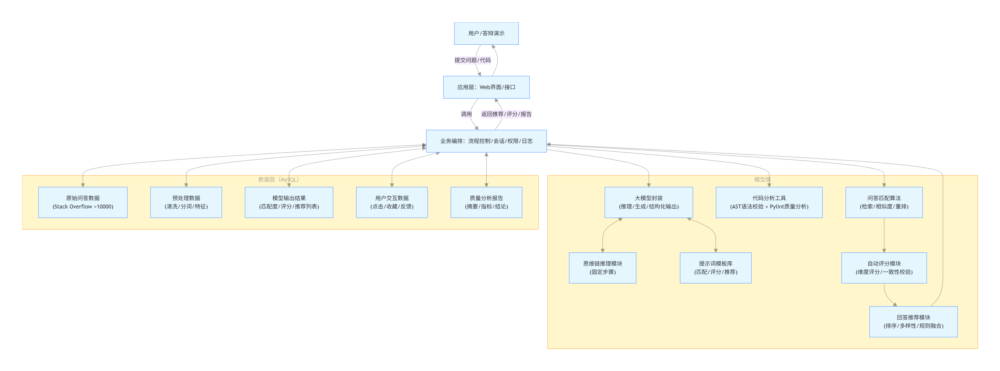 用户/答辩演示
提交问题/代码
应用层：Web界面/接口
调用
返回推荐/评分/报告
业务编排：流程控制/会话/权限/日志
数据层（MySQL）
原始问答数据
(Stack Overflow >10000)
预处理数据
(清洗/分词/特征)
模型输出结果
(匹配度/评分/推荐列表)
用户交互数据
(点击/收藏/反馈)
质量分析报告
(摘要/指标/结论)
模型层
大模型封装
(推理/生成/结构化输出)
代码分析工具
(AST语法校验 + Pylint质量分析)
问答匹配算法
(检索/相似度/重排)
思维链推理模块
(固定步骤)
提示词模板库
(匹配/评分/推荐)
自动评分模块
(维度评分/一致性校验)
回答推荐模块
(排序/多样性/规则融合)